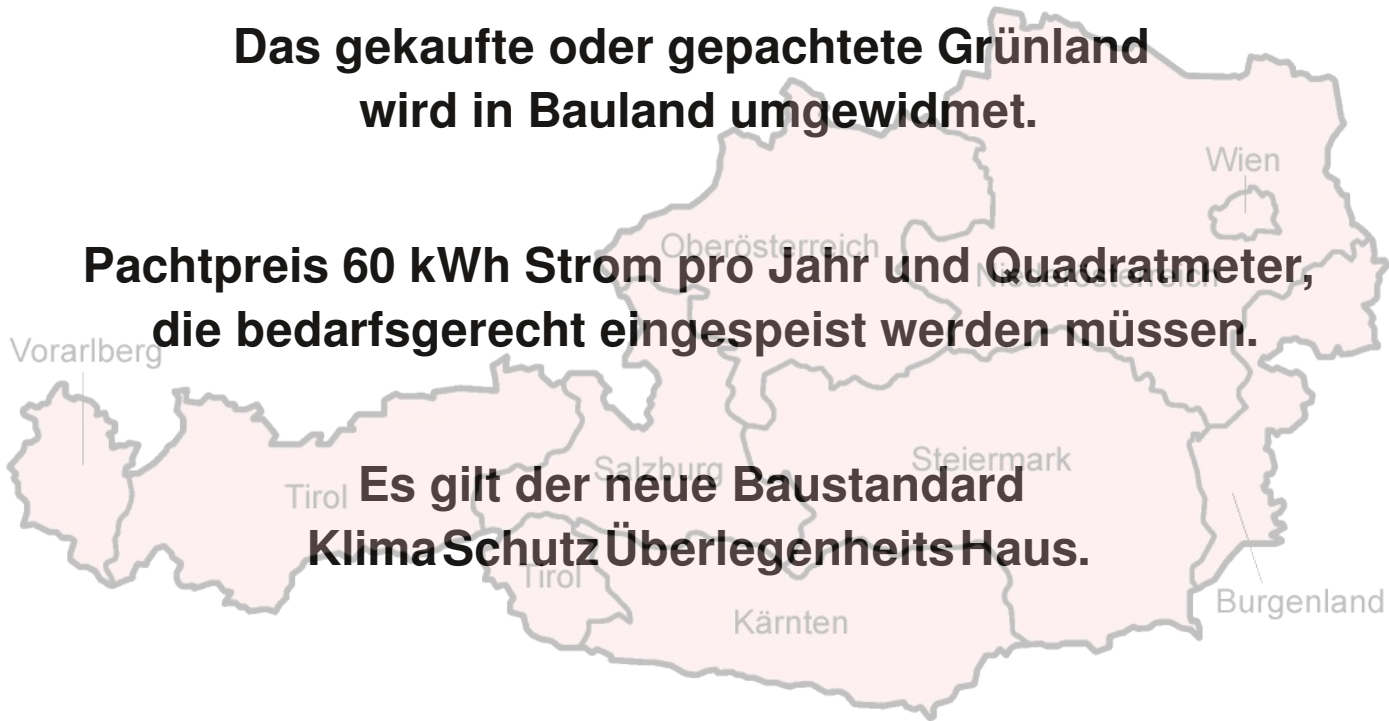 Das gekaufte oder gepachtete Grünland
wird in Bauland umgewidmet.
Wien
Oberösterreich
Pachtpreis 60 kWh Strom pro Jahr und Quadratmeter,
Niederösterreich
die bedarfsgerecht eingespeist werden müssen.
Vorarlberg
Steiermark
Salzburg
Tirol
Es gilt der neue Baustandard
KlimaSchutzÜberlegenheitsHaus.
Tirol
Burgenland
Kärnten